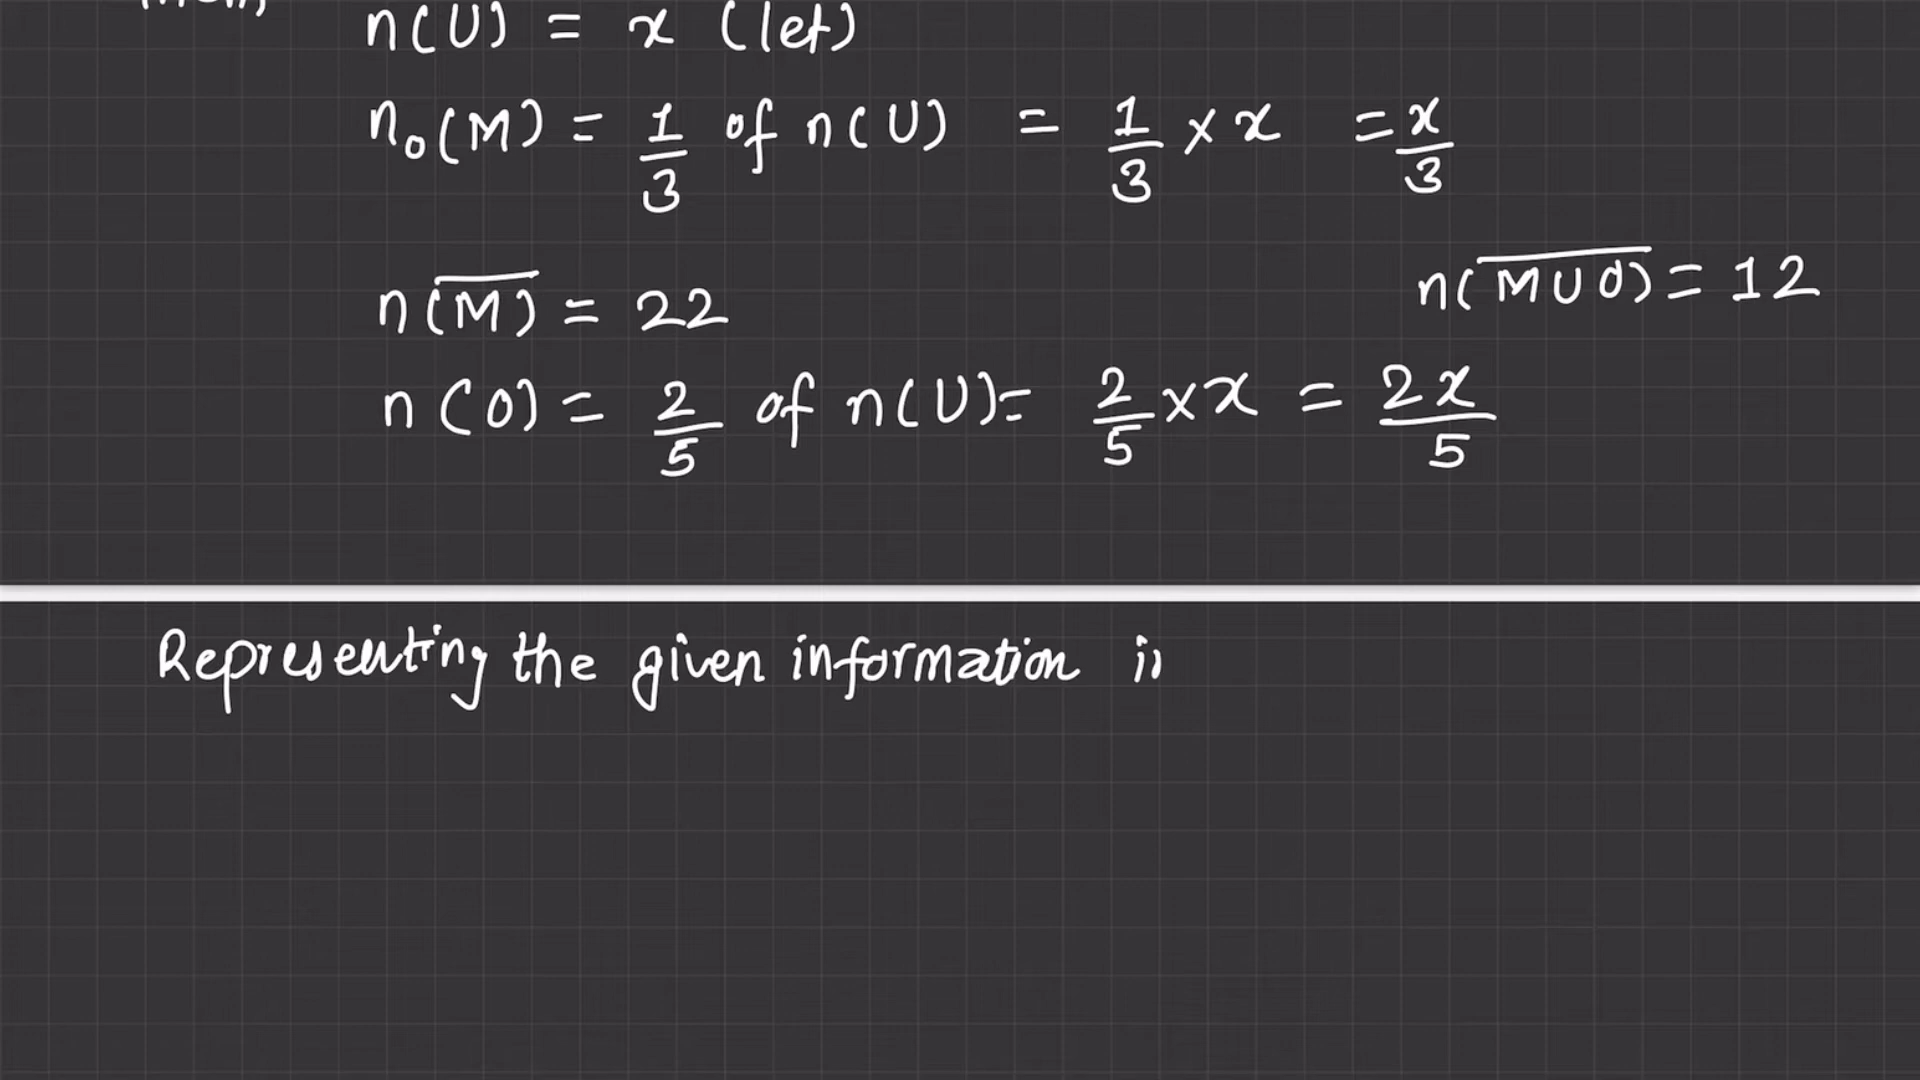 n(U) = x (let)
n₀(M) = 1/3 of n(U) = 1/3 × x = x/3
n(M̅) = 22
n(\overline{M∪O}) = 12
n(O) = 2/5 of n(U) = 2/5 × x = 2x/5
Representing the given information